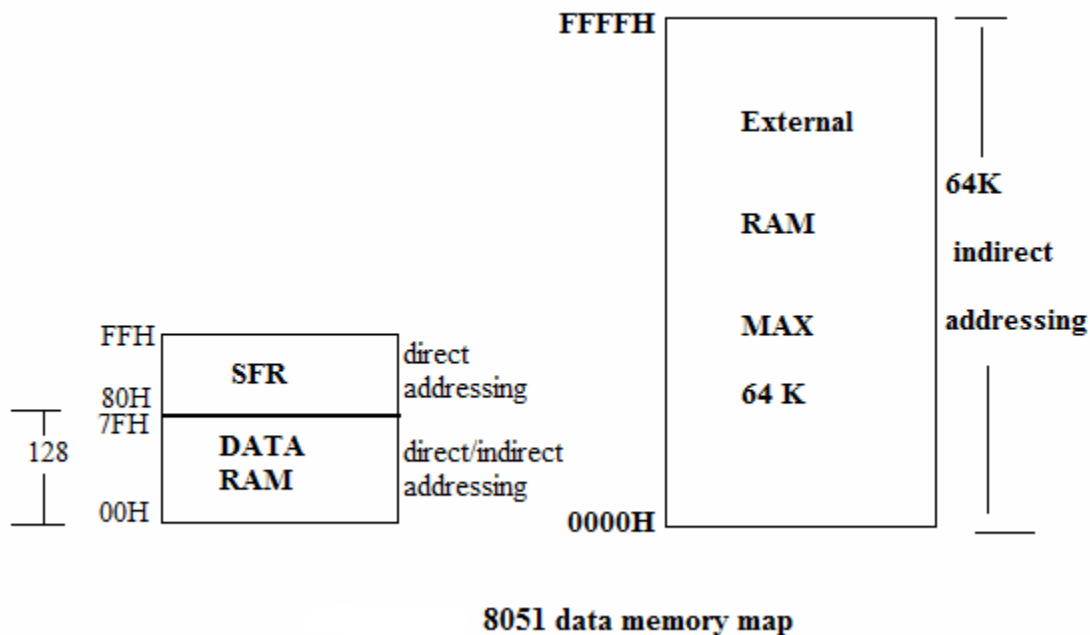 FFFFH
External
RAM
MAX
64 K
0000H
64K
indirect
addressing
FFH
SFR
80H
direct
addressing
7FH
DATA
RAM
00H
128
direct/indirect
addressing
8051 data memory map